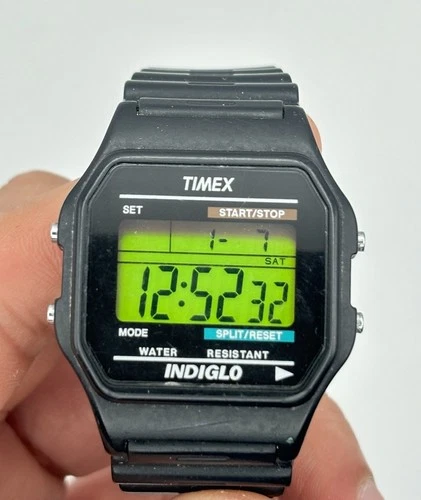 TIMEX
SET START/STOP
1-7
SAT
12:52 32
MODE SPLIT/RESET
WATER RESISTANT
INDIGLO